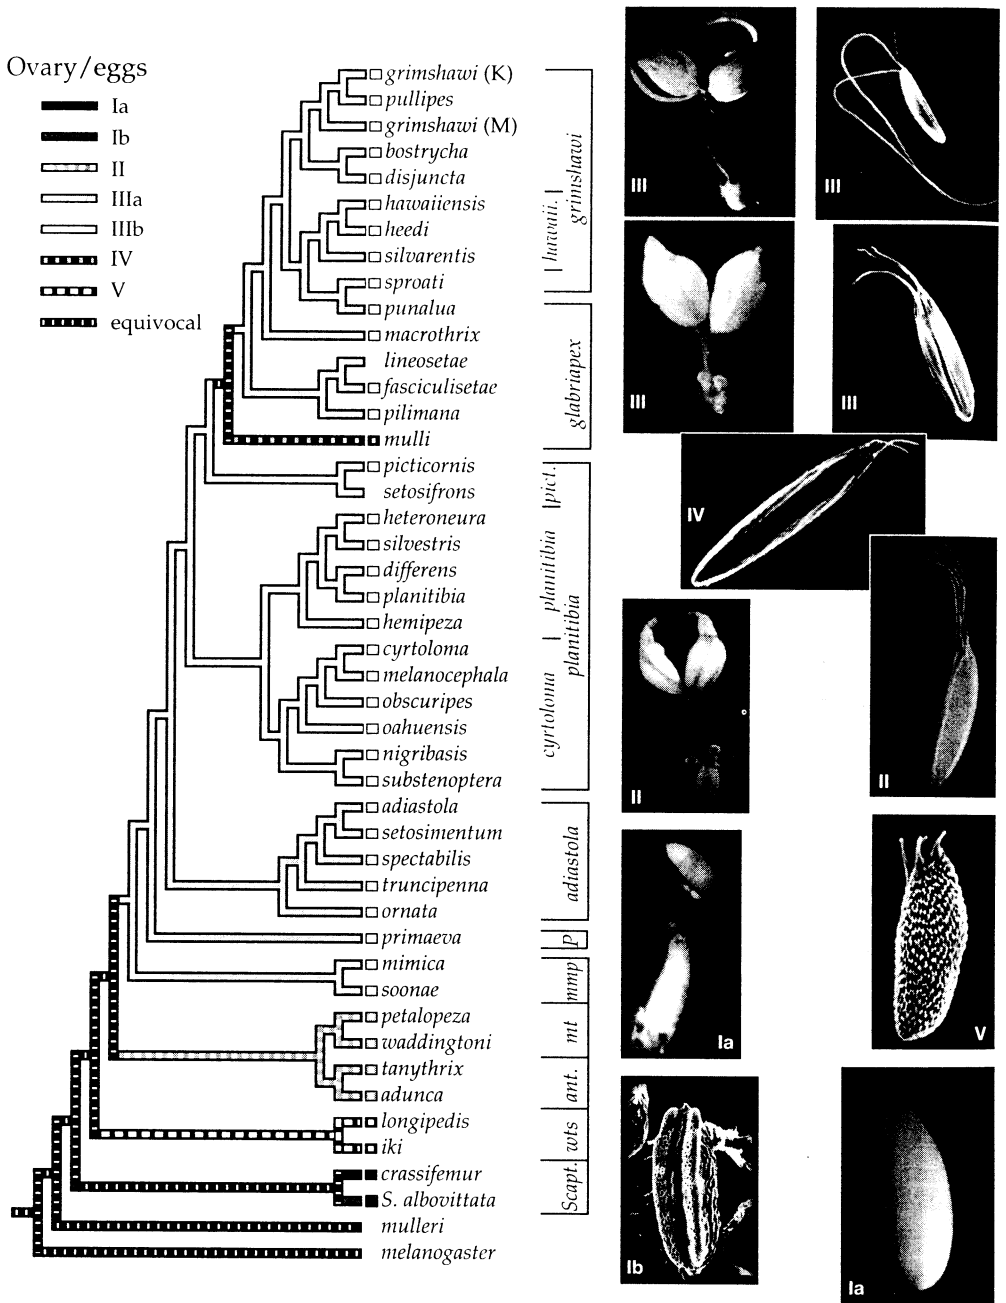 Ovary/eggs
Ia
Ib
II
IIIa
IIIb
IV
V
equivocal
grimshawi (K)
pullipes
grimshawi (M)
bostrycha
disjuncta
hawaiiensis
heedi
silvarentis
sproati
punalua
macrothrix
lineosetae
fasciculisetae
pilimana
mulli
picticornis
setosifrons
heteroneura
silvestris
differens
planitibia
hemipeza
cyrtoloma
melanocephala
obscuripes
oahuensis
nigribasis
substenoptera
adiastola
setosimentum
spectabilis
truncipenna
ornata
primaeva
mimica
soonae
petalopeza
waddingtoni
tanythrix
adunca
longipedis
iki
crassifemur
S. albovittata
mulleri
melanogaster
hawaii.
grimshawi
glabriapex
pict.
planitibia
cyrtoloma
planitibia
adiastola
P
mmp
mt
ant.
wts
Scapt.
III
III
III
III
IV
II
II
Ia
V
Ib
Ia